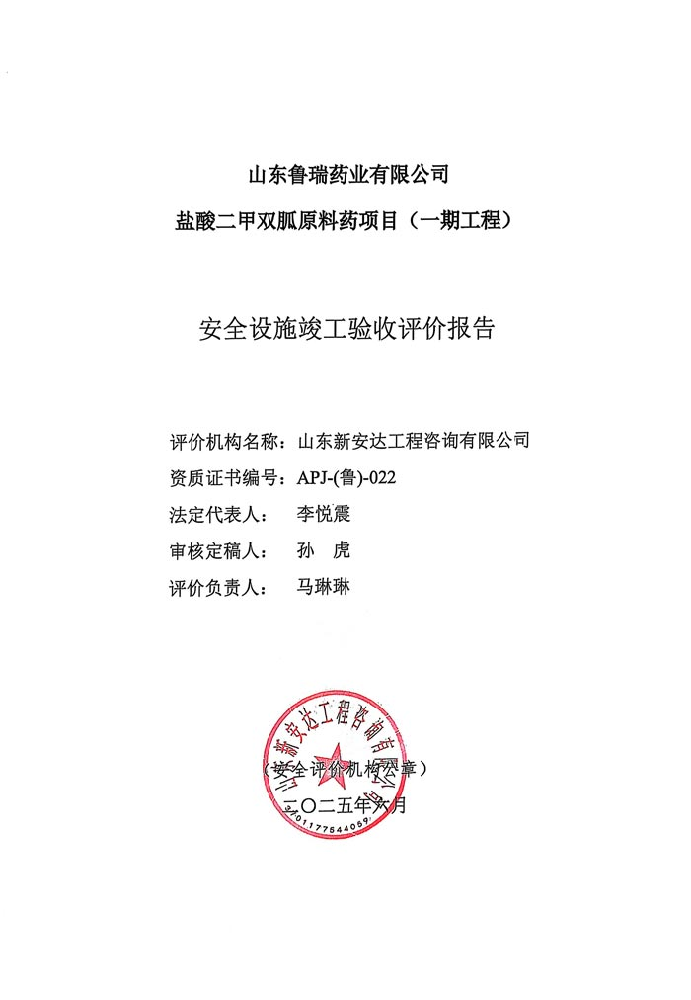 山东鲁瑞药业有限公司
盐酸二甲双胍原料药项目（一期工程）
安全设施竣工验收评价报告
评价机构名称：山东新安达工程咨询有限公司
资质证书编号：APJ-(鲁)-022
法定代表人： 李悦震
审核定稿人： 孙 虎
评价负责人： 马琳琳
山东新安达工程咨询有限公司
（安全评价机构公章）
二〇二五年六月
3701177544059